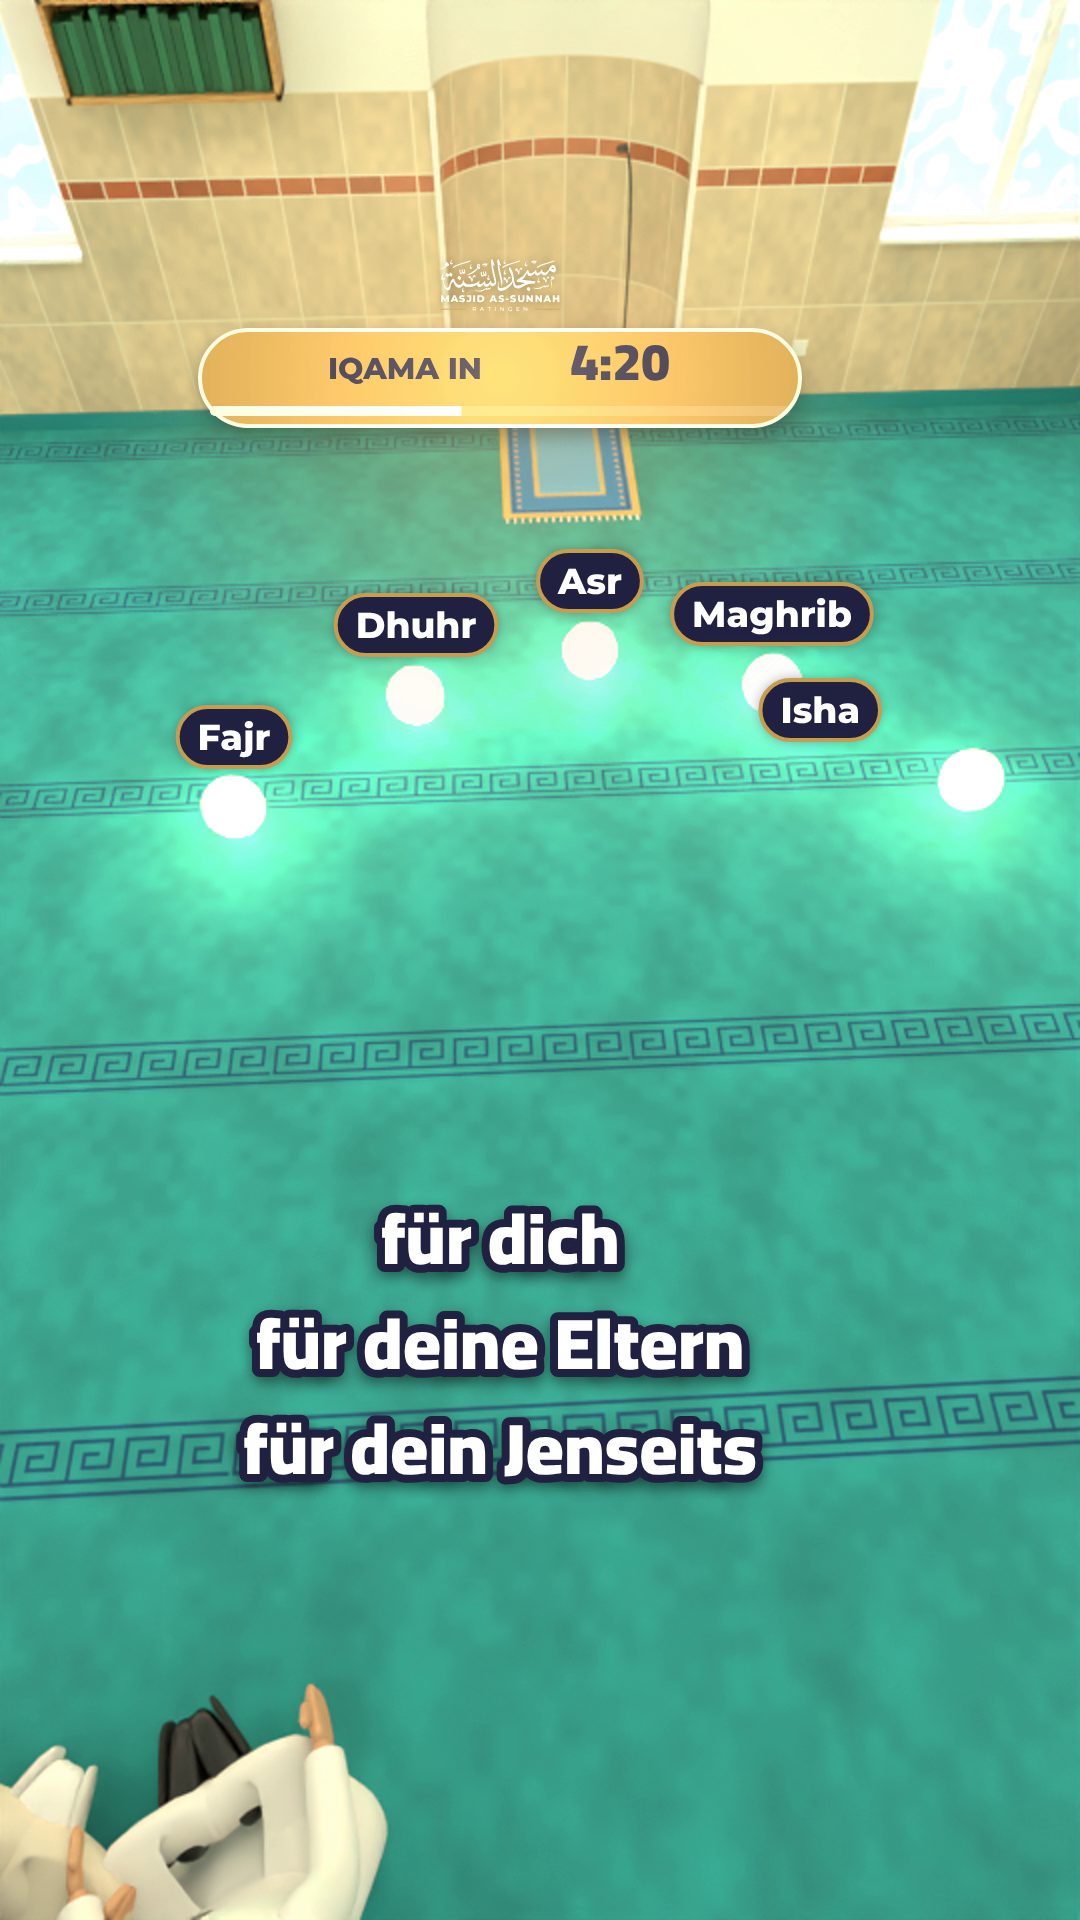 مسجد السنة
MASJID AS-SUNNAH
RATINGEN
IQAMA IN 4:20
Asr
Dhuhr
Maghrib
Isha
Fajr
für dich
für deine Eltern
für dein Jenseits